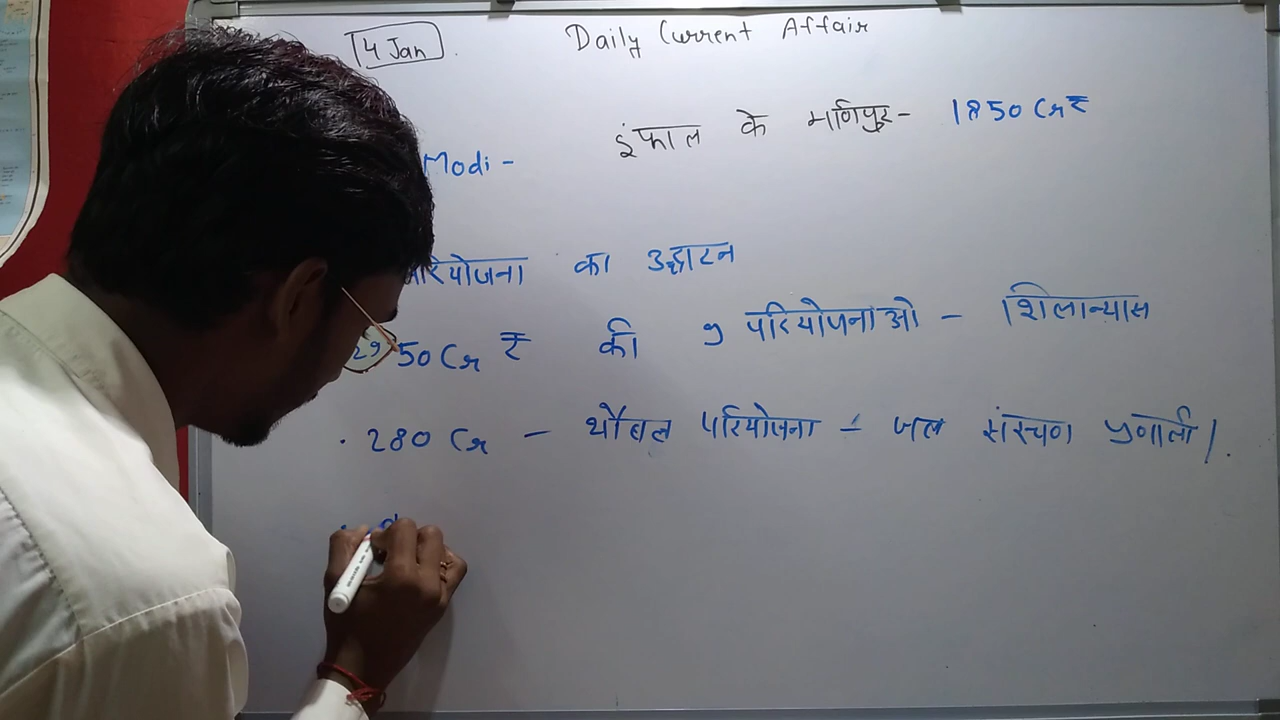 4 Jan Daily Current Affair
Modi - इंफाल के मणिपुर - 1850 Cr ₹
परियोजना का उद्घाटन
2950 Cr ₹ की 9 परियोजनाओ - शिलान्यास
· 280 Cr - थौबल परियोजना - जल संरचण प्रणाली।